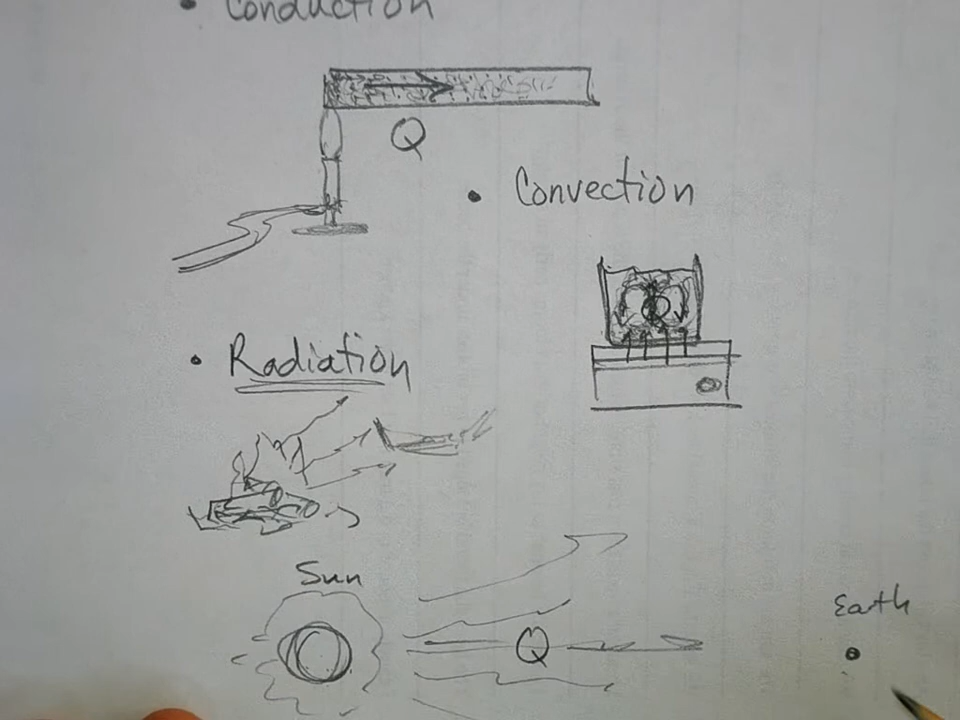 • Conduction
Q
• Convection
Q
• Radiation
Sun
Q
Earth